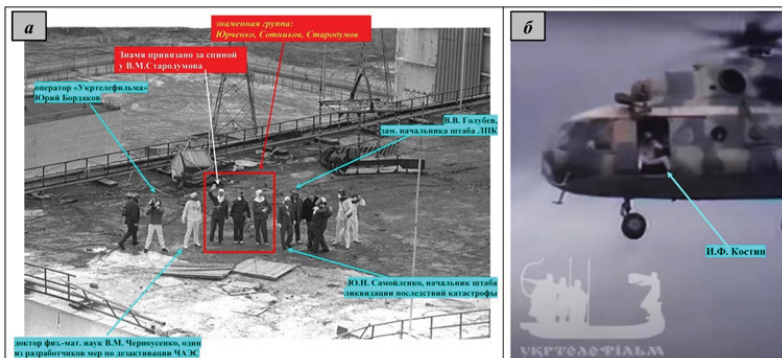 а
знаменная группа:
Юрченко, Сотников, Стародумов
Знамя привязано за спиной
у В.М.Стародумова
оператор «Укртелефильма»
Юрий Бордаков
В.В. Голубев,
зам. начальника штаба ЛПК
Ю.Н. Самойленко, начальник штаба
ликвидации последствий катастрофы
доктор физ.-мат. наук В.М. Черноусенко, один
из разработчиков мер по дезактивации ЧАЭС
б
И.Ф. Костин
УКРТЕЛЕФІЛЬМ